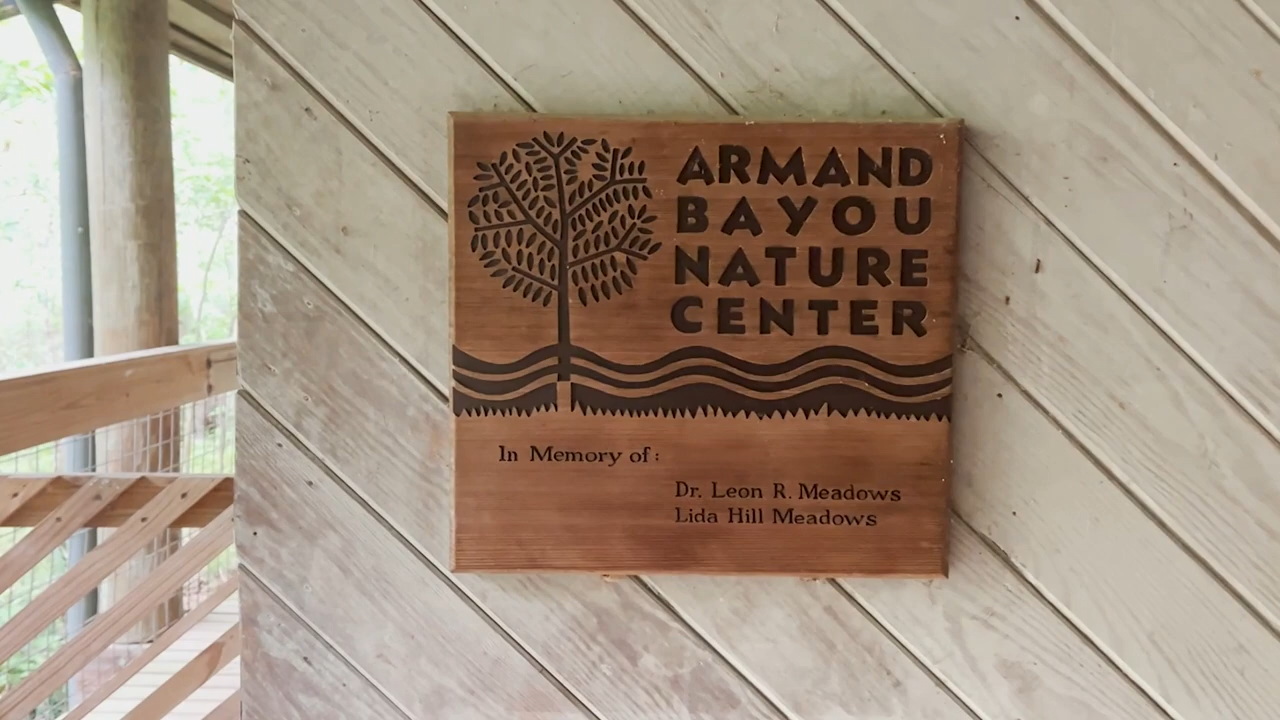 ARMAND
BAYOU
NATURE
CENTER
In Memory of:
Dr. Leon R. Meadows
Lida Hill Meadows